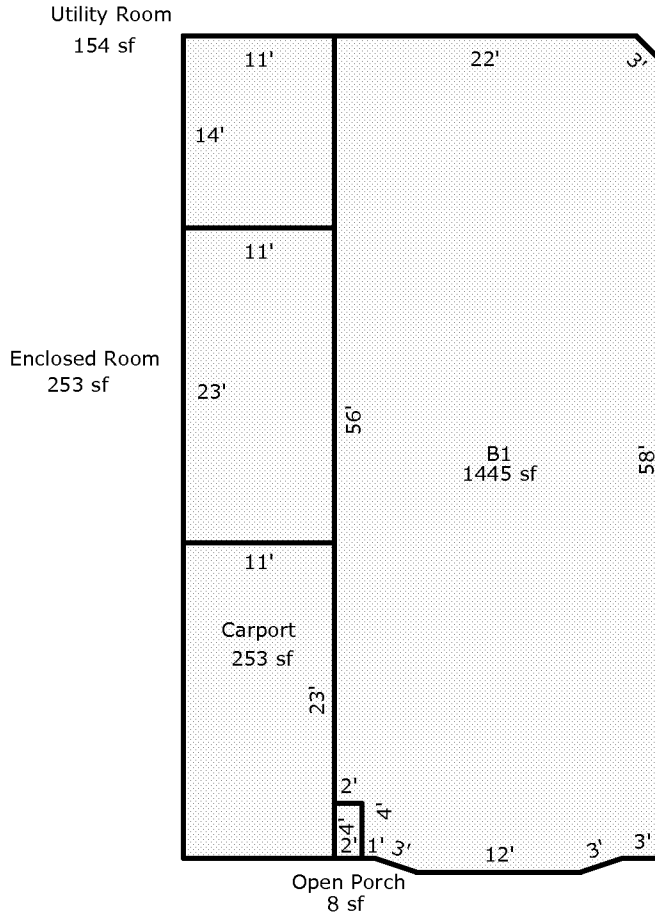 Utility Room
154 sf
11'
22'
3'
14'
11'
Enclosed Room
253 sf
23'
56'
B1
1445 sf
58'
11'
Carport
253 sf
23'
2'
4'
4'
2'
1'
3'
12'
3'
3'
Open Porch
8 sf